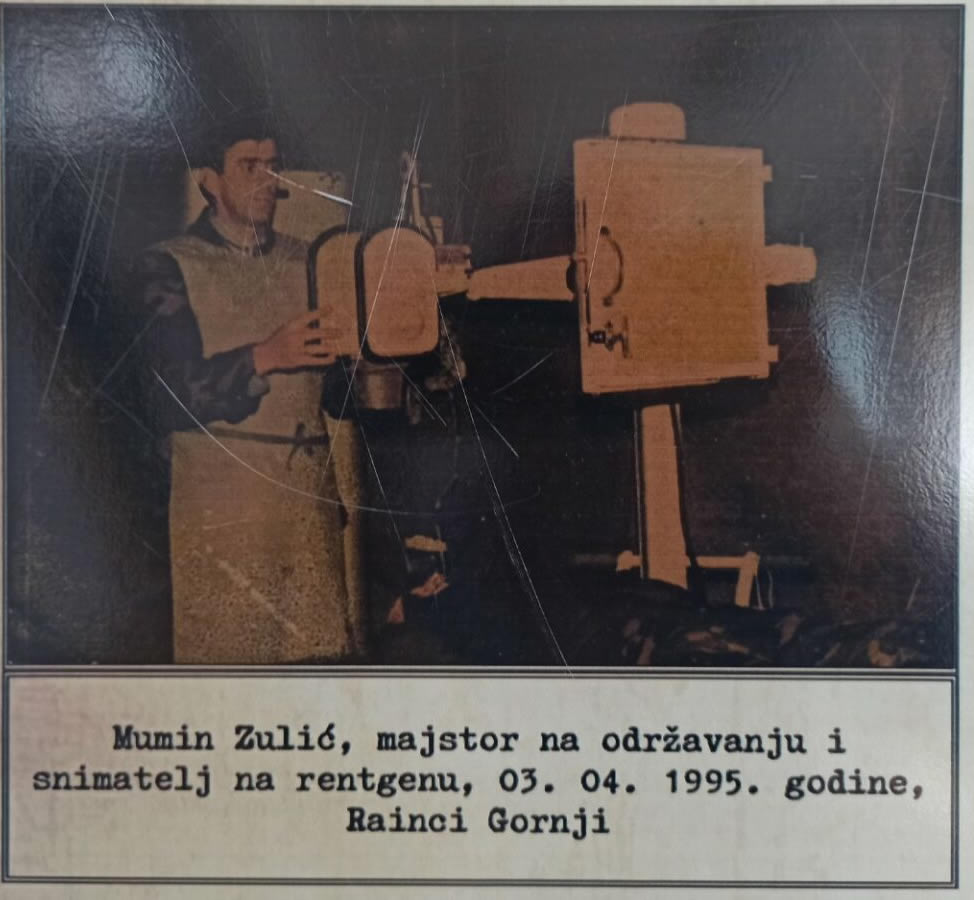 Mumin Zulić, majstor na održavanju i
snimatelj na rentgenu, 03. 04. 1995. godine,
Rainci Gornji